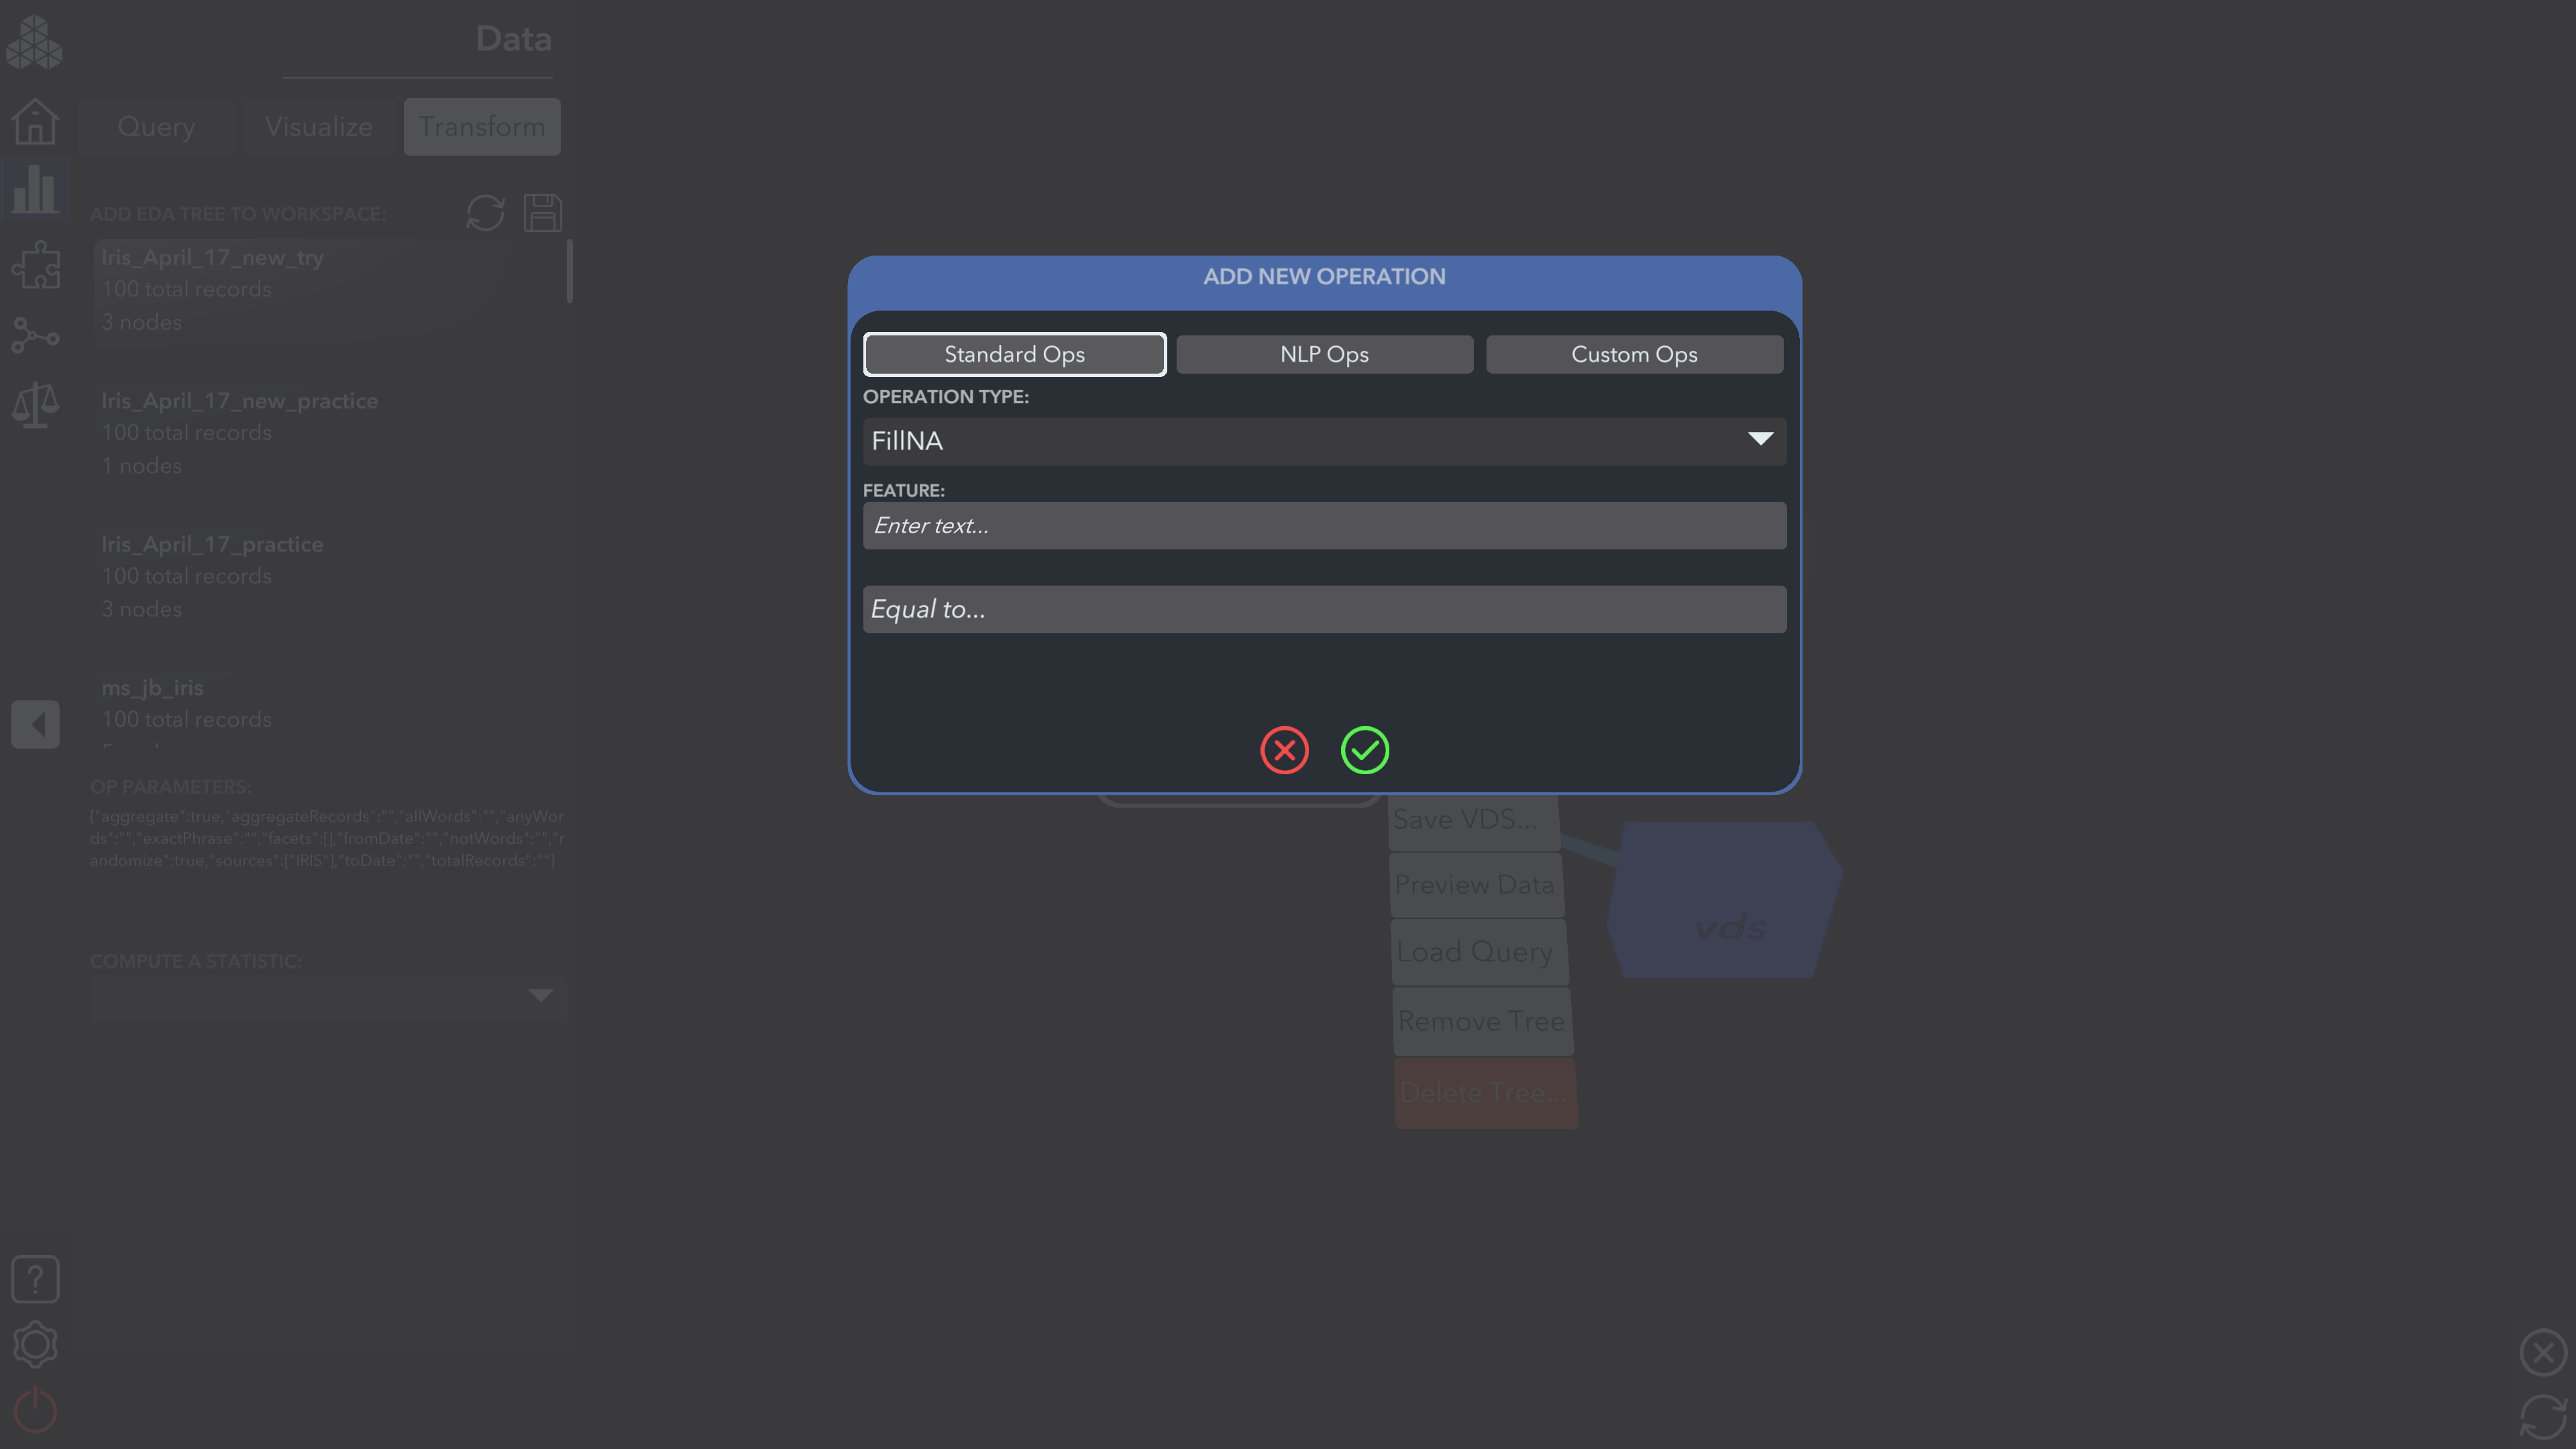 Data
Query
Visualize
Transform
ADD EDA TREE TO WORKSPACE:
Iris_April_17_new_try
100 total records
3 nodes
Iris_April_17_new_practice
100 total records
1 nodes
Iris_April_17_practice
100 total records
3 nodes
ms_jb_iris
100 total records
OP PARAMETERS:
{"aggregate":true,"aggregateRecords":"","allWords":"","anyWor
ds":"","exactPhrase":"","facets":[],"fromDate":"","notWords":"","r
andomize":true,"sources":["IRIS"],"toDate":"","totalRecords":""}
COMPUTE A STATISTIC:
?
ADD NEW OPERATION
Standard Ops
NLP Ops
Custom Ops
OPERATION TYPE:
FillNA
FEATURE:
Enter text...
Equal to...
Save VDS...
Preview Data
Load Query
Remove Tree
Delete Tree...
vds